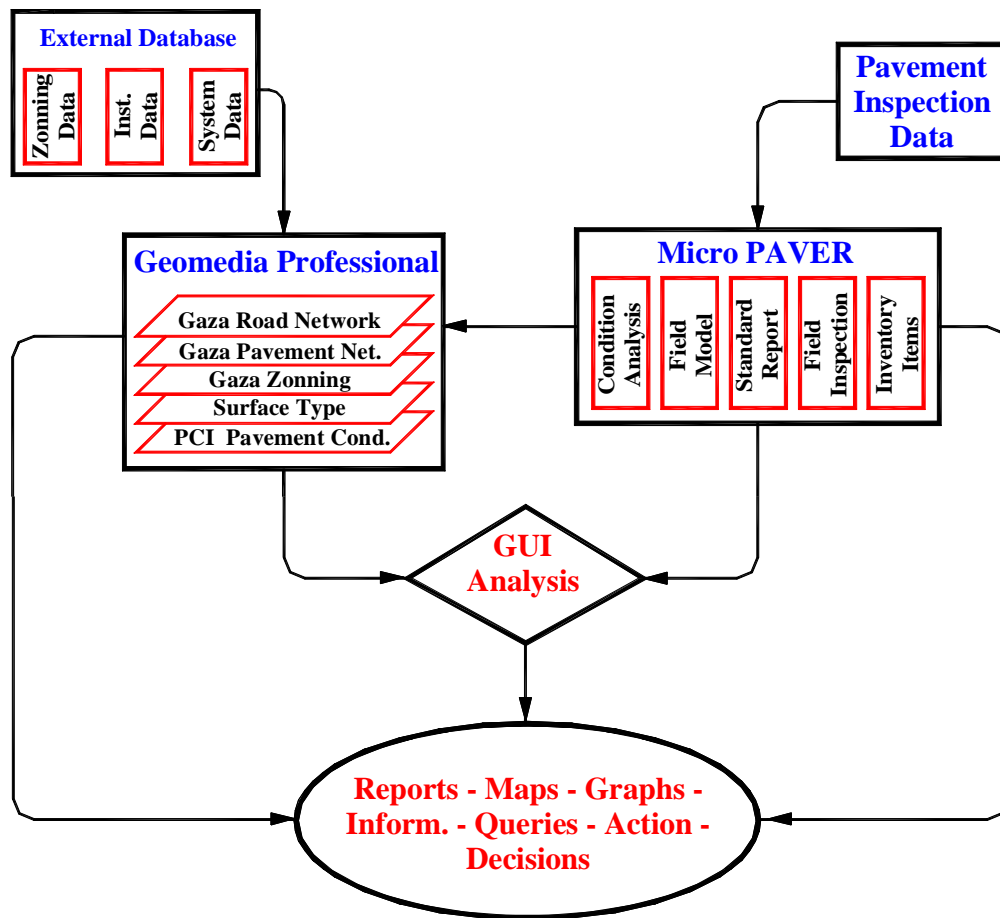 External Database
Zonning
Data
Inst.
Data
System
Data
Pavement
Inspection
Data
Geomedia Professional
Gaza Road Network
Gaza Pavement Net.
Gaza Zonning
Surface Type
PCI Pavement Cond.
Micro PAVER
Condition
Analysis
Field
Model
Standard
Report
Field
Inspection
Inventory
Items
GUI
Analysis
Reports - Maps - Graphs -
Inform. - Queries - Action -
Decisions